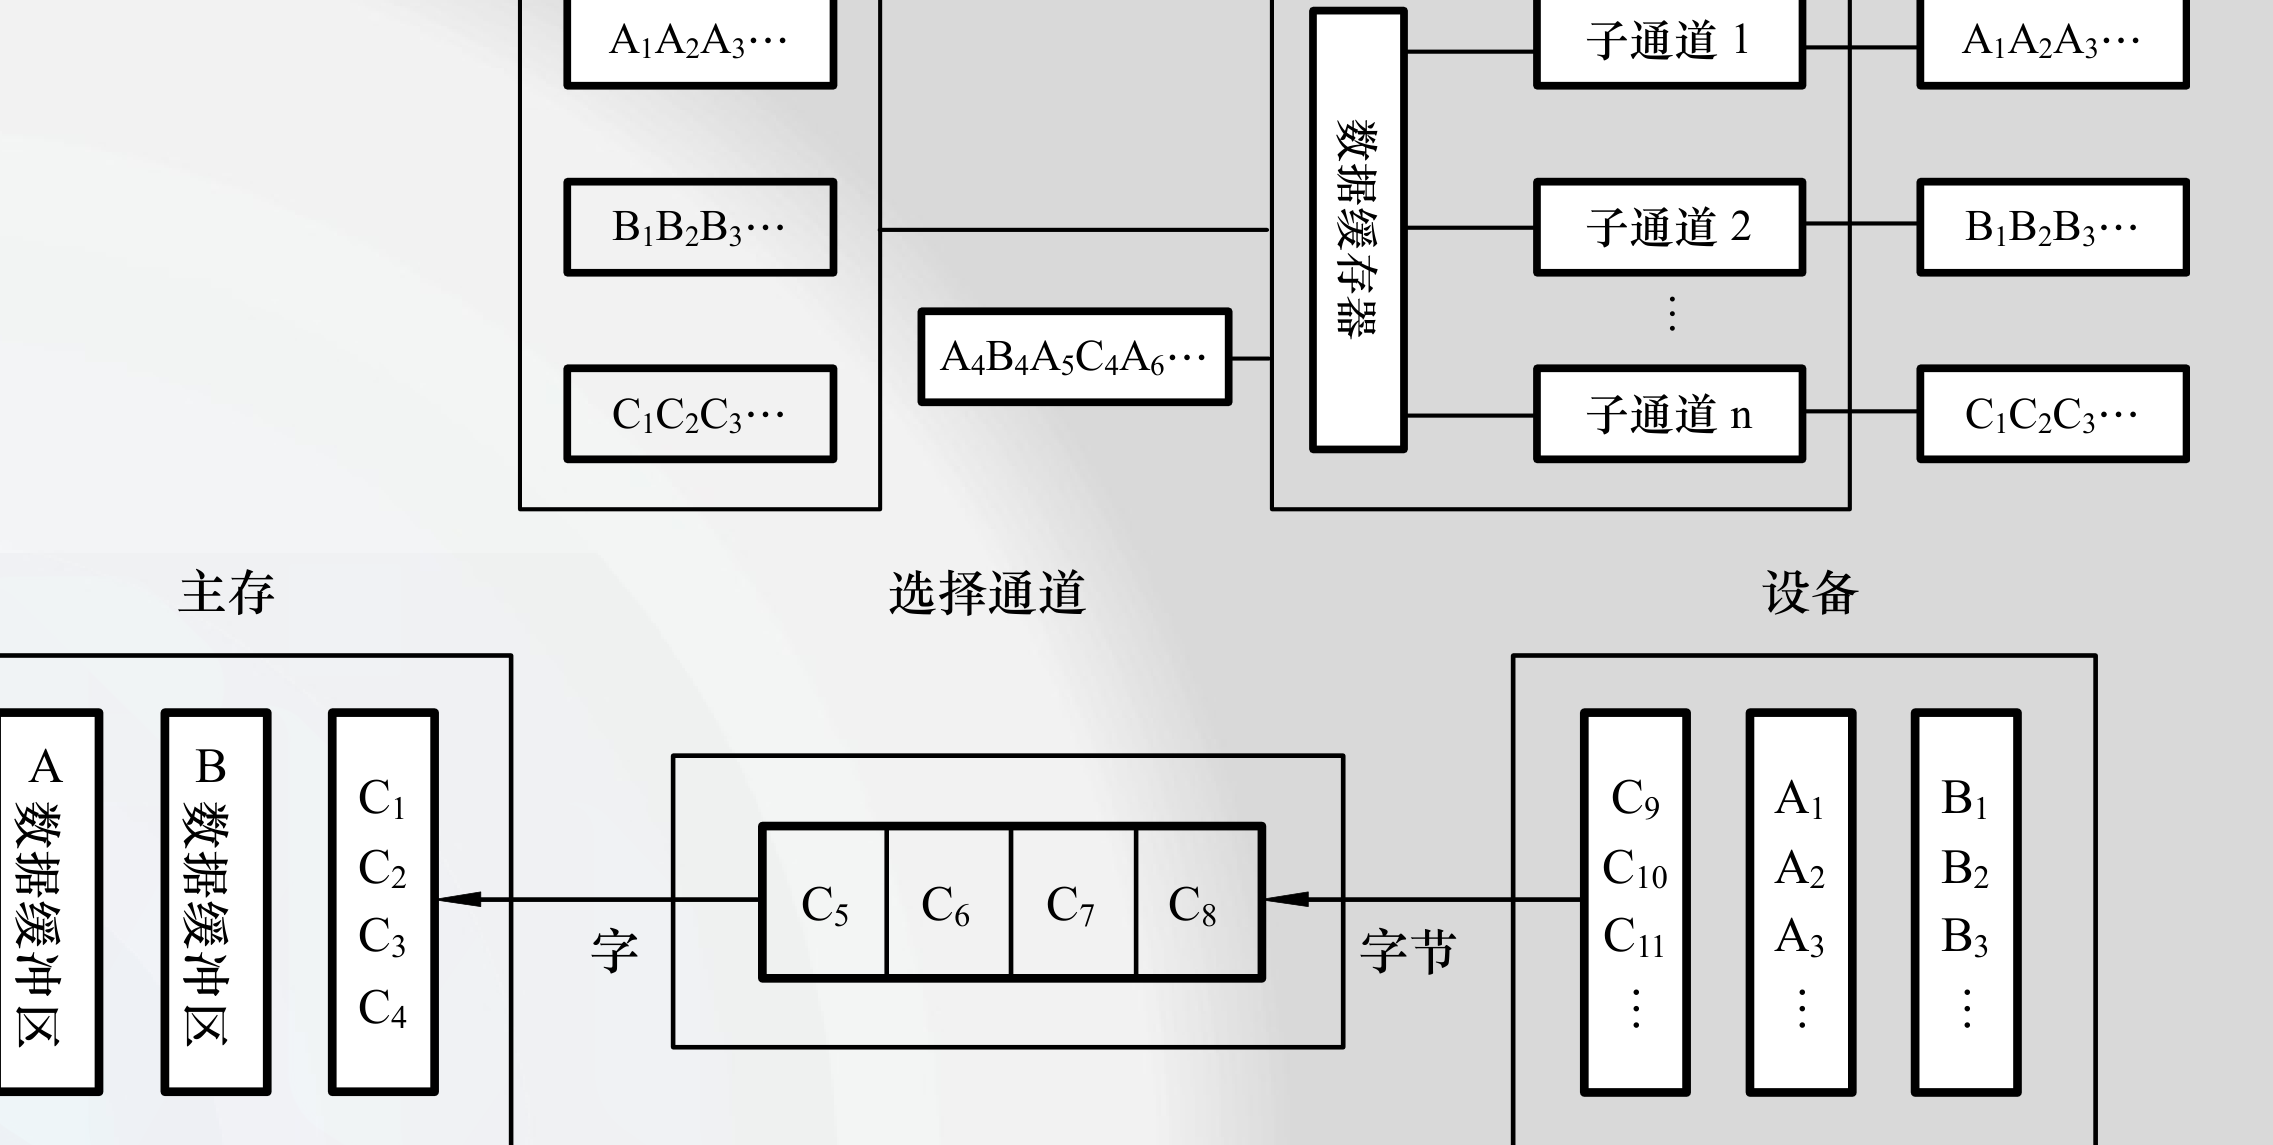 A₁A₂A₃…
子通道 1
A₁A₂A₃…
数据缓存器
B₁B₂B₃…
子通道 2
B₁B₂B₃…
⋮
A₄B₄A₅C₄A₆…
C₁C₂C₃…
子通道 n
C₁C₂C₃…
主存
选择通道
设备
A数据缓冲区
B数据缓冲区
C₁
C₂
C₃
C₄
字
C₅ C₆ C₇ C₈
字节
C₉
C₁₀
C₁₁
⋮
A₁
A₂
A₃
⋮
B₁
B₂
B₃
⋮